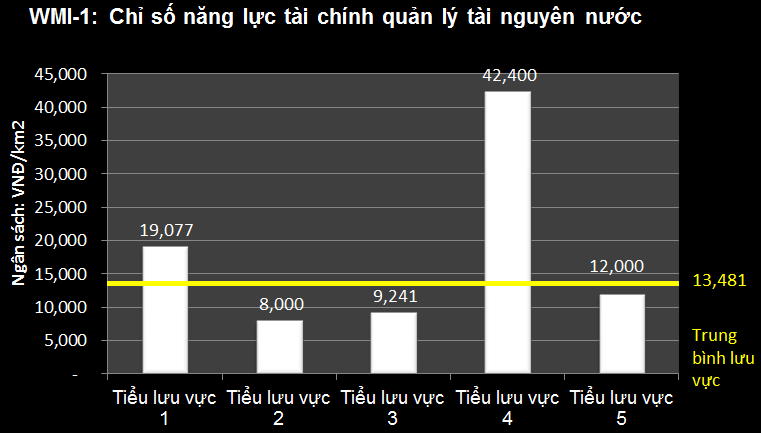 WMI-1: Chỉ số năng lực tài chính quản lý tài nguyên nước
Ngân sách: VNĐ/km2
45,000
40,000
35,000
30,000
25,000
20,000
15,000
10,000
5,000
-
19,077
8,000
9,241
42,400
12,000
13,481
Trung
bình lưu
vực
Tiểu lưu vực
1
Tiểu lưu vực
2
Tiểu lưu vực
3
Tiểu lưu vực
4
Tiểu lưu vực
5